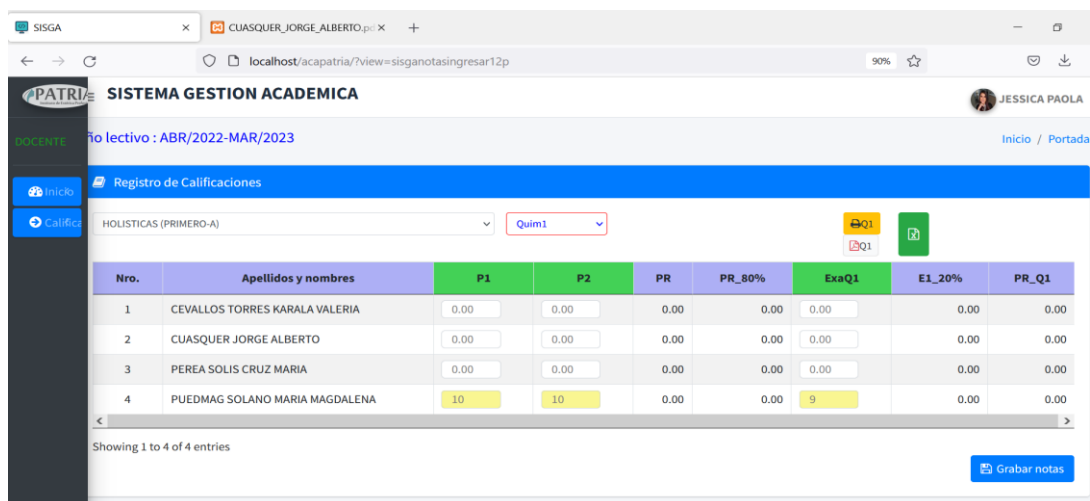 SISGA
CUASQUER_JORGE_ALBERTO.pd
localhost/acapatria/?view=sisganotasingresar12p 90%
PATRIA SISTEMA GESTION ACADEMICA JESSICA PAOLA
DOCENTE ño lectivo : ABR/2022-MAR/2023 Inicio / Portada
Inicio Registro de Calificaciones
Califica HOLISTICAS (PRIMERO-A) Quim1 Q1
Q1
Nro. Apellidos y nombres P1 P2 PR PR_80% ExaQ1 E1_20% PR_Q1
1 CEVALLOS TORRES KARALA VALERIA 0.00 0.00 0.00 0.00 0.00 0.00 0.00
2 CUASQUER JORGE ALBERTO 0.00 0.00 0.00 0.00 0.00 0.00 0.00
3 PEREA SOLIS CRUZ MARIA 0.00 0.00 0.00 0.00 0.00 0.00 0.00
4 PUEDMAG SOLANO MARIA MAGDALENA 10 10 0.00 0.00 9 0.00 0.00
Showing 1 to 4 of 4 entries
Grabar notas